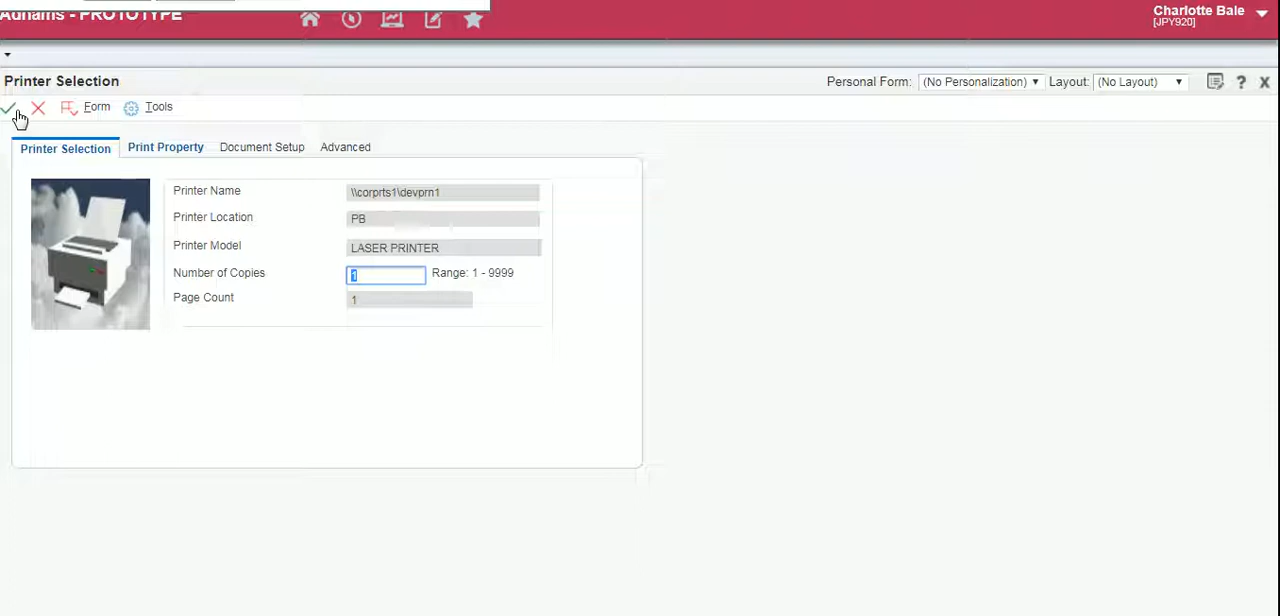 Adnams - PROTOTYPE
Charlotte Bale
[JPY920]
Printer Selection
Personal Form: (No Personalization) Layout: (No Layout)
Form Tools
Printer Selection Print Property Document Setup Advanced
Printer Name \\corprts1\devprn1
Printer Location PB
Printer Model LASER PRINTER
Number of Copies 1 Range: 1 - 9999
Page Count 1